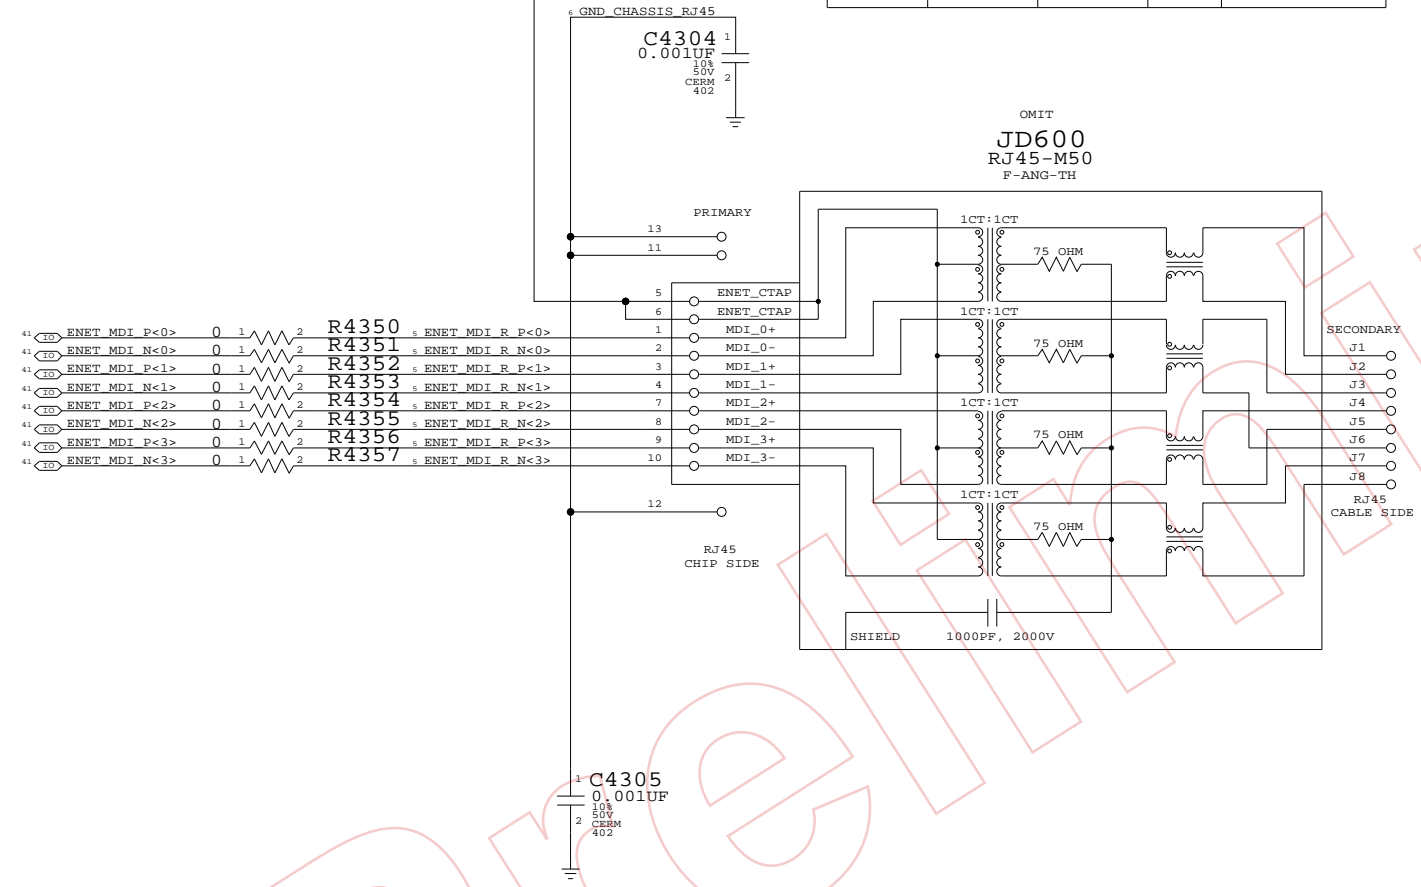 6 GND_CHASSIS_RJ45
C4304 1
0.001UF
10%
50V
CERM 2
402
OMIT
JD600
RJ45-M50
F-ANG-TH
PRIMARY
13
11
1CT:1CT
75 OHM
5 ENET_CTAP
6 ENET_CTAP
1CT:1CT
41 IO ENET_MDI_P<0> 0 1 2 R4350 5 ENET_MDI_R_P<0> 1 MDI_0+
41 IO ENET_MDI_N<0> 0 1 2 R4351 5 ENET_MDI_R_N<0> 2 MDI_0-
41 IO ENET_MDI_P<1> 0 1 2 R4352 5 ENET_MDI_R_P<1> 3 MDI_1+
41 IO ENET_MDI_N<1> 0 1 2 R4353 5 ENET_MDI_R_N<1> 4 MDI_1-
41 IO ENET_MDI_P<2> 0 1 2 R4354 5 ENET_MDI_R_P<2> 7 MDI_2+
41 IO ENET_MDI_N<2> 0 1 2 R4355 5 ENET_MDI_R_N<2> 8 MDI_2-
41 IO ENET_MDI_P<3> 0 1 2 R4356 5 ENET_MDI_R_P<3> 9 MDI_3+
41 IO ENET_MDI_N<3> 0 1 2 R4357 5 ENET_MDI_R_N<3> 10 MDI_3-
75 OHM
1CT:1CT
75 OHM
1CT:1CT
75 OHM
SECONDARY
J1
J2
J3
J4
J5
J6
J7
J8
RJ45
CABLE SIDE
12
RJ45
CHIP SIDE
SHIELD 1000PF, 2000V
1 C4305
0.001UF
10%
50V
2 CERM
402
Prelimi